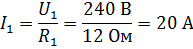 I₁ = U₁/R₁ = 240 В/12 Ом = 20 А